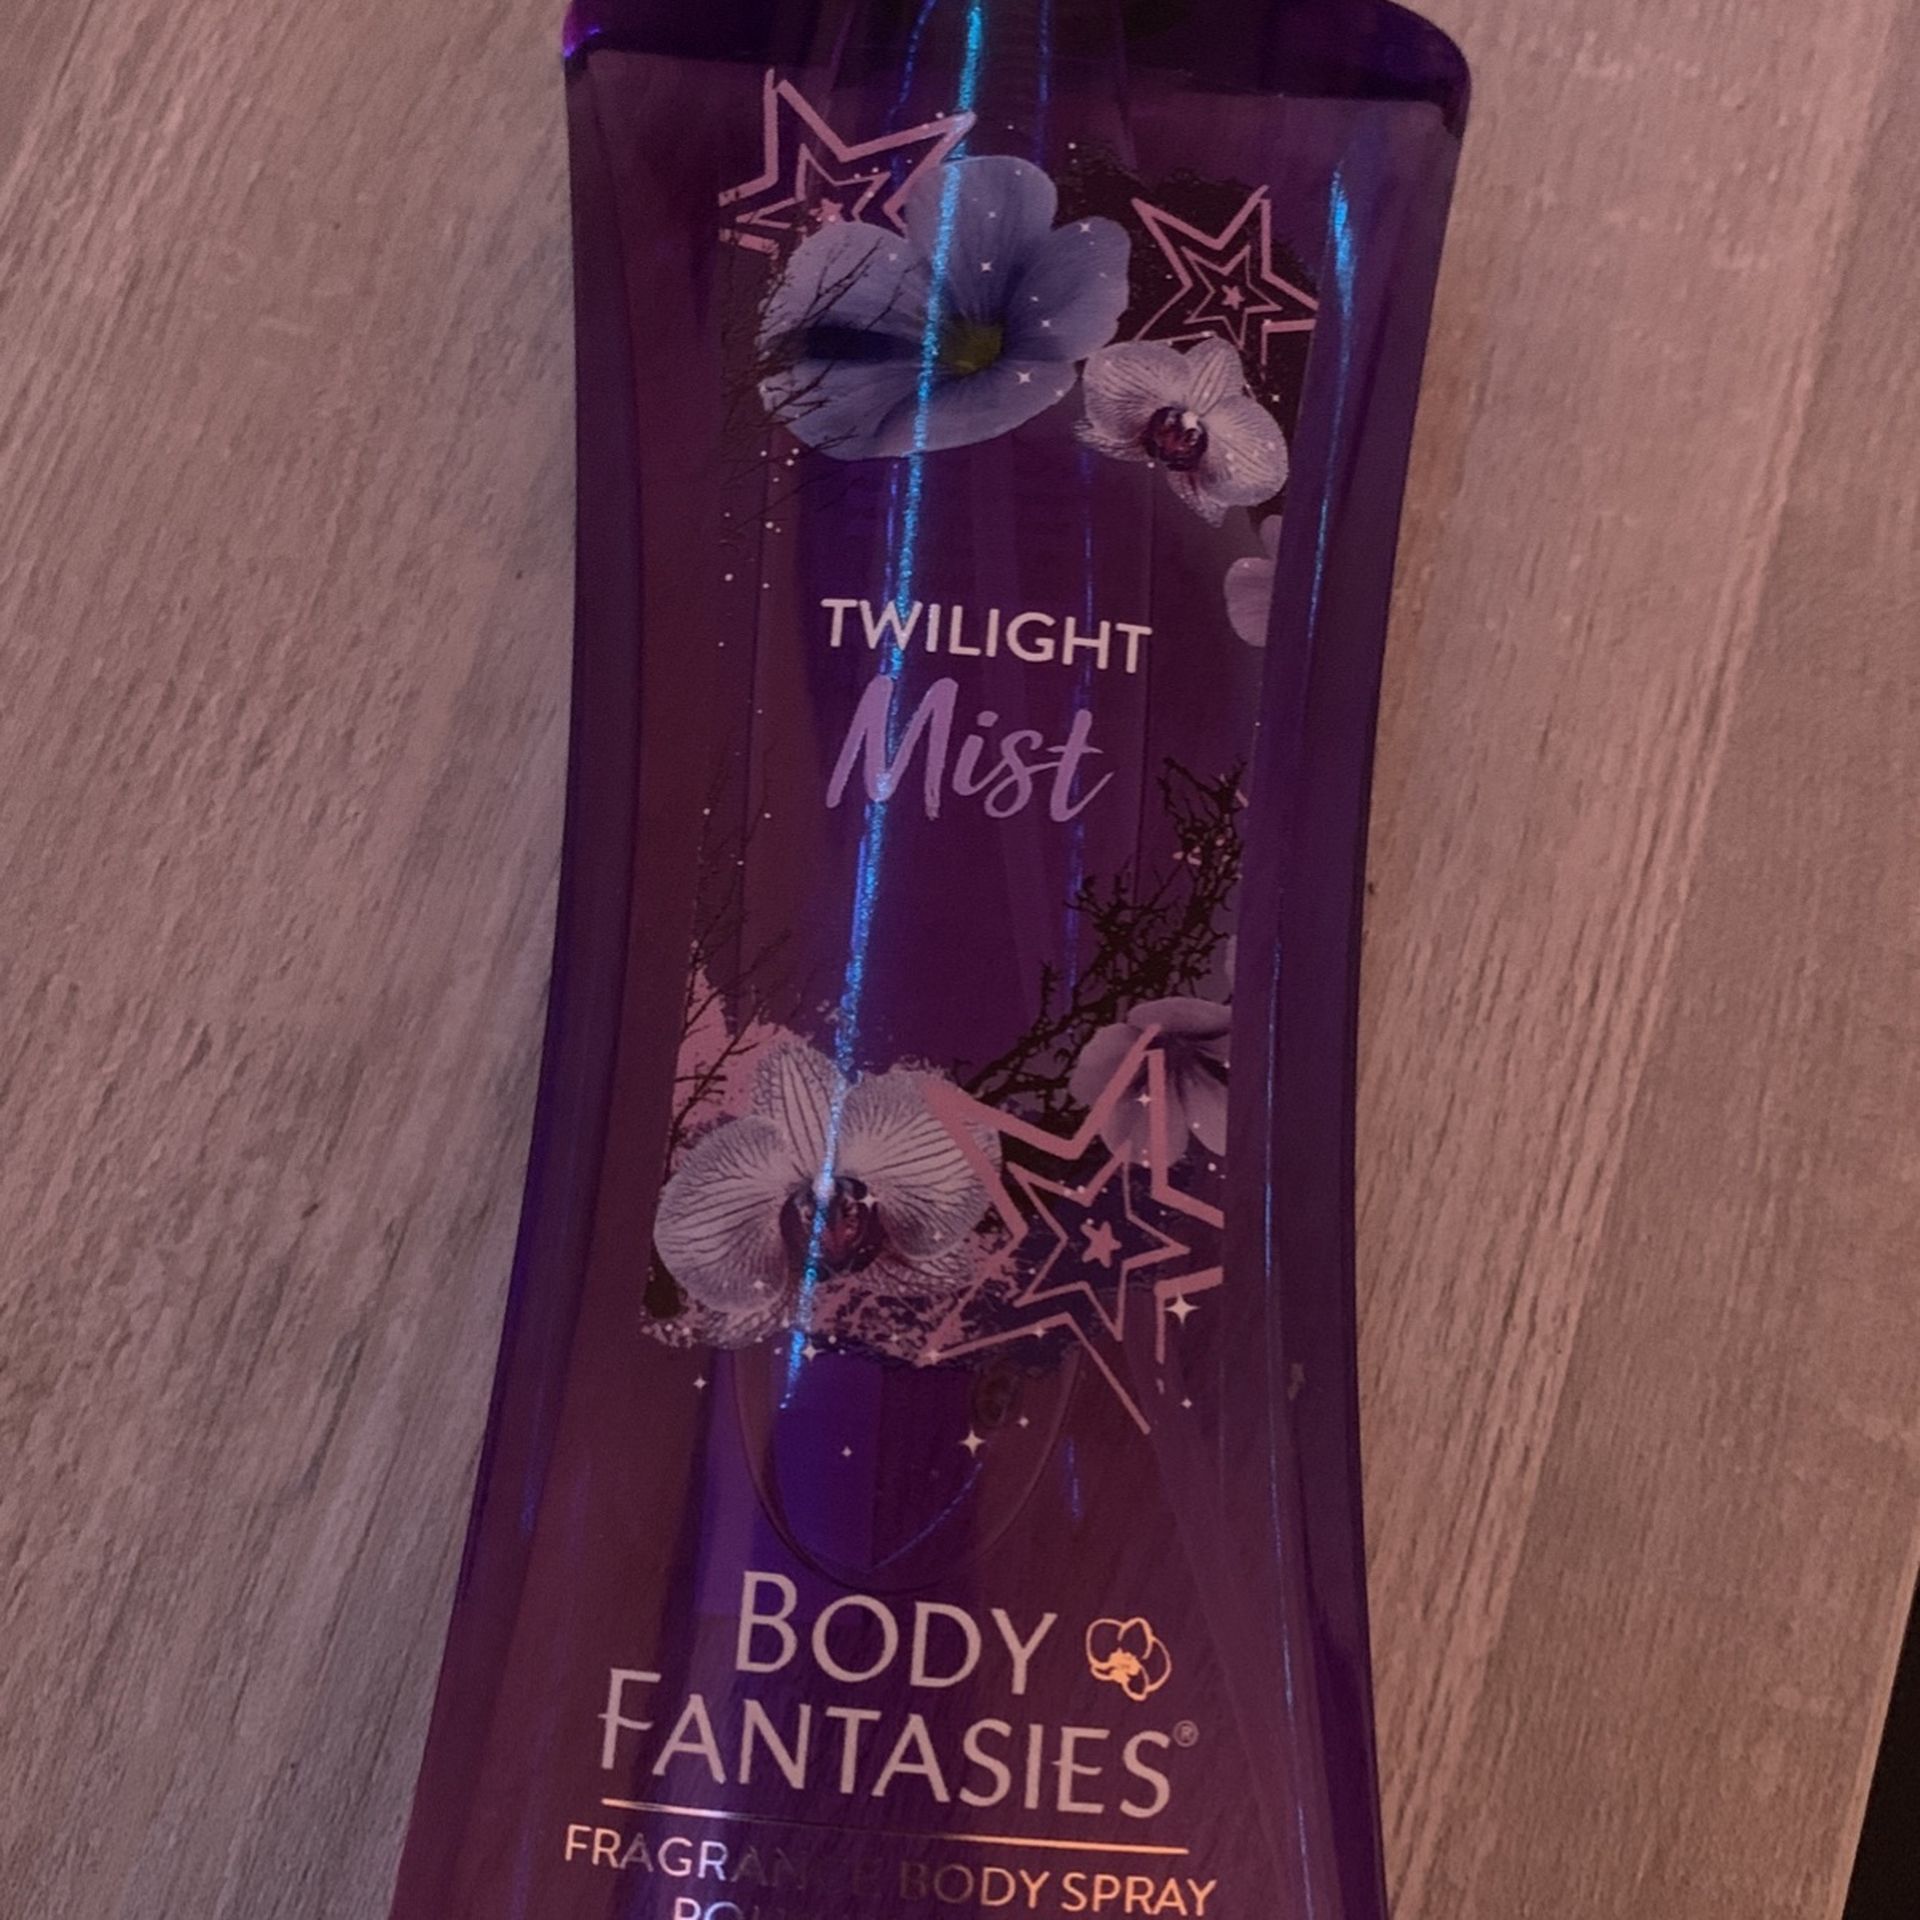 TWILIGHT
Mist
BODY
FANTASIES®
FRAGRANCE BODY SPRAY